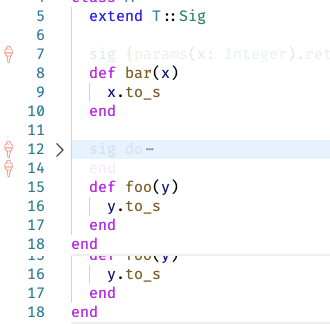 5 extend T::Sig
6
7 sig {params(x: Integer).ret
8 def bar(x)
9 x.to_s
10 end
11
12 sig do⋯
14 end
15 def foo(y)
16 y.to_s
17 end
18 end
15 def foo(y)
16 y.to_s
17 end
18 end